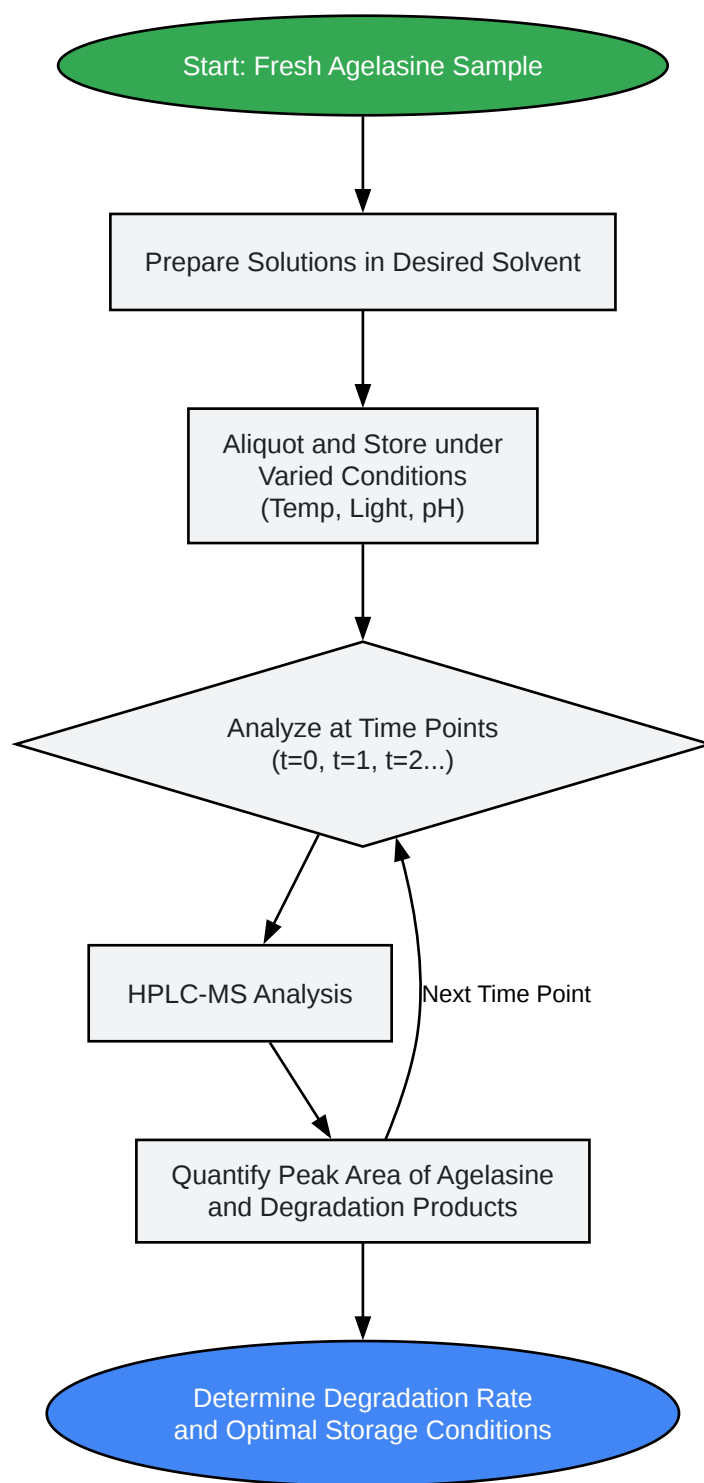 Start: Fresh Agelasine Sample
Prepare Solutions in Desired Solvent
Aliquot and Store under
Varied Conditions
(Temp, Light, pH)
Analyze at Time Points
(t=0, t=1, t=2...)
HPLC-MS Analysis
Next Time Point
Quantify Peak Area of Agelasine
and Degradation Products
Determine Degradation Rate
and Optimal Storage Conditions